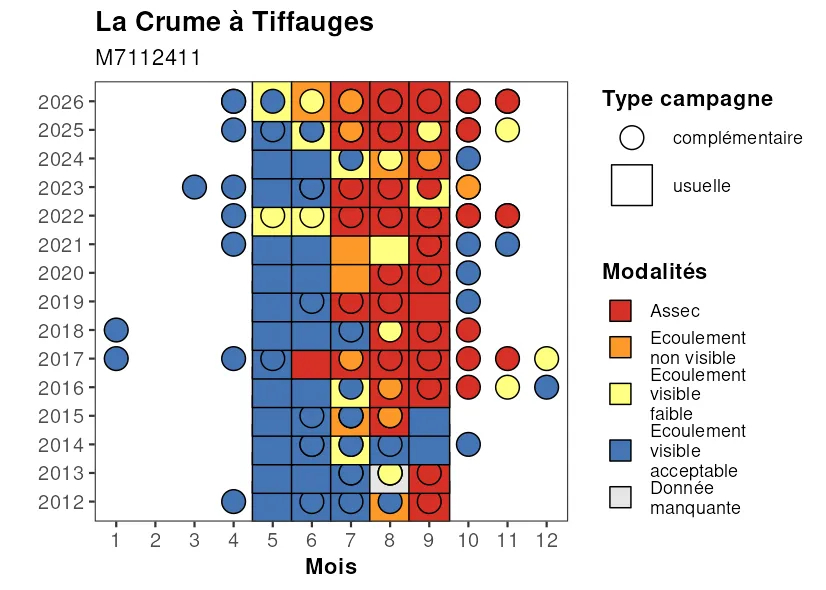 La Crume à Tiffauges
M7112411
2026
2025
2024
2023
2022
2021
2020
2019
2018
2017
2016
2015
2014
2013
2012
1 2 3 4 5 6 7 8 9 10 11 12
Mois
Type campagne
complémentaire
usuelle
Modalités
Assec
Ecoulement
non visible
Ecoulement
visible
faible
Ecoulement
visible
acceptable
Donnée
manquante